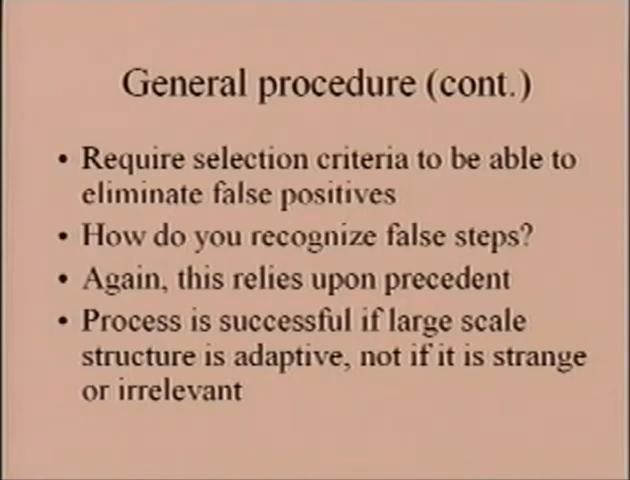 General procedure (cont.)
• Require selection criteria to be able to
eliminate false positives
• How do you recognize false steps?
• Again, this relies upon precedent
• Process is successful if large scale
structure is adaptive, not if it is strange
or irrelevant